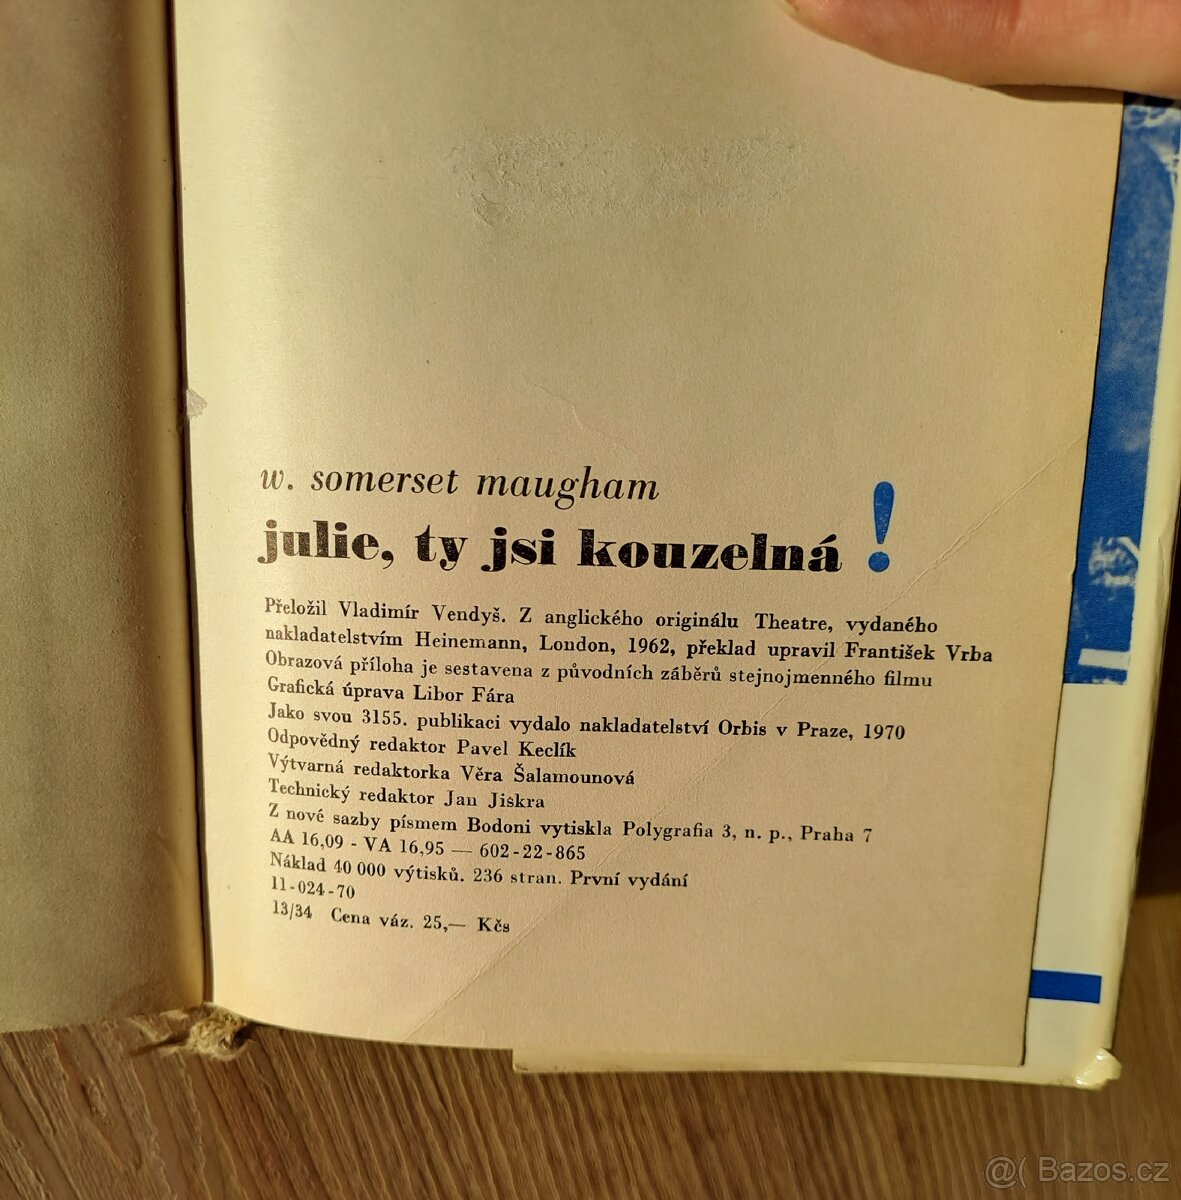 w. somerset maugham
julie, ty jsi kouzelná!
Přeložil Vladimír Vendyš. Z anglického originálu Theatre, vydaného
nakladatelstvím Heinemann, London, 1962, překlad upravil František Vrba
Obrazová příloha je sestavena z původních záběrů stejnojmenného filmu
Grafická úprava Libor Fára
Jako svou 3155. publikaci vydalo nakladatelství Orbis v Praze, 1970
Odpovědný redaktor Pavel Keclík
Výtvarná redaktorka Věra Šalamounová
Technický redaktor Jan Jiskra
Z nové sazby písmem Bodoni vytiskla Polygrafia 3, n. p., Praha 7
AA 16,09 - VA 16,95 — 602-22-865
Náklad 40 000 výtisků. 236 stran. První vydání
11-024-70
13/34 Cena váz. 25,— Kčs
@( Bazos.cz